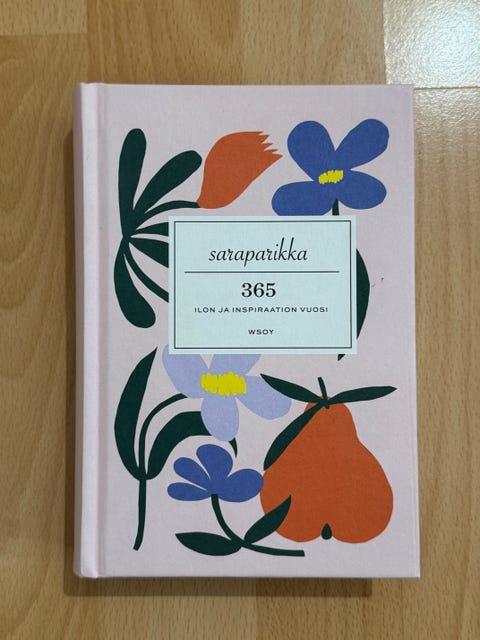 saraparikka
365
ILON JA INSPIRAATION VUOSI
WSOY